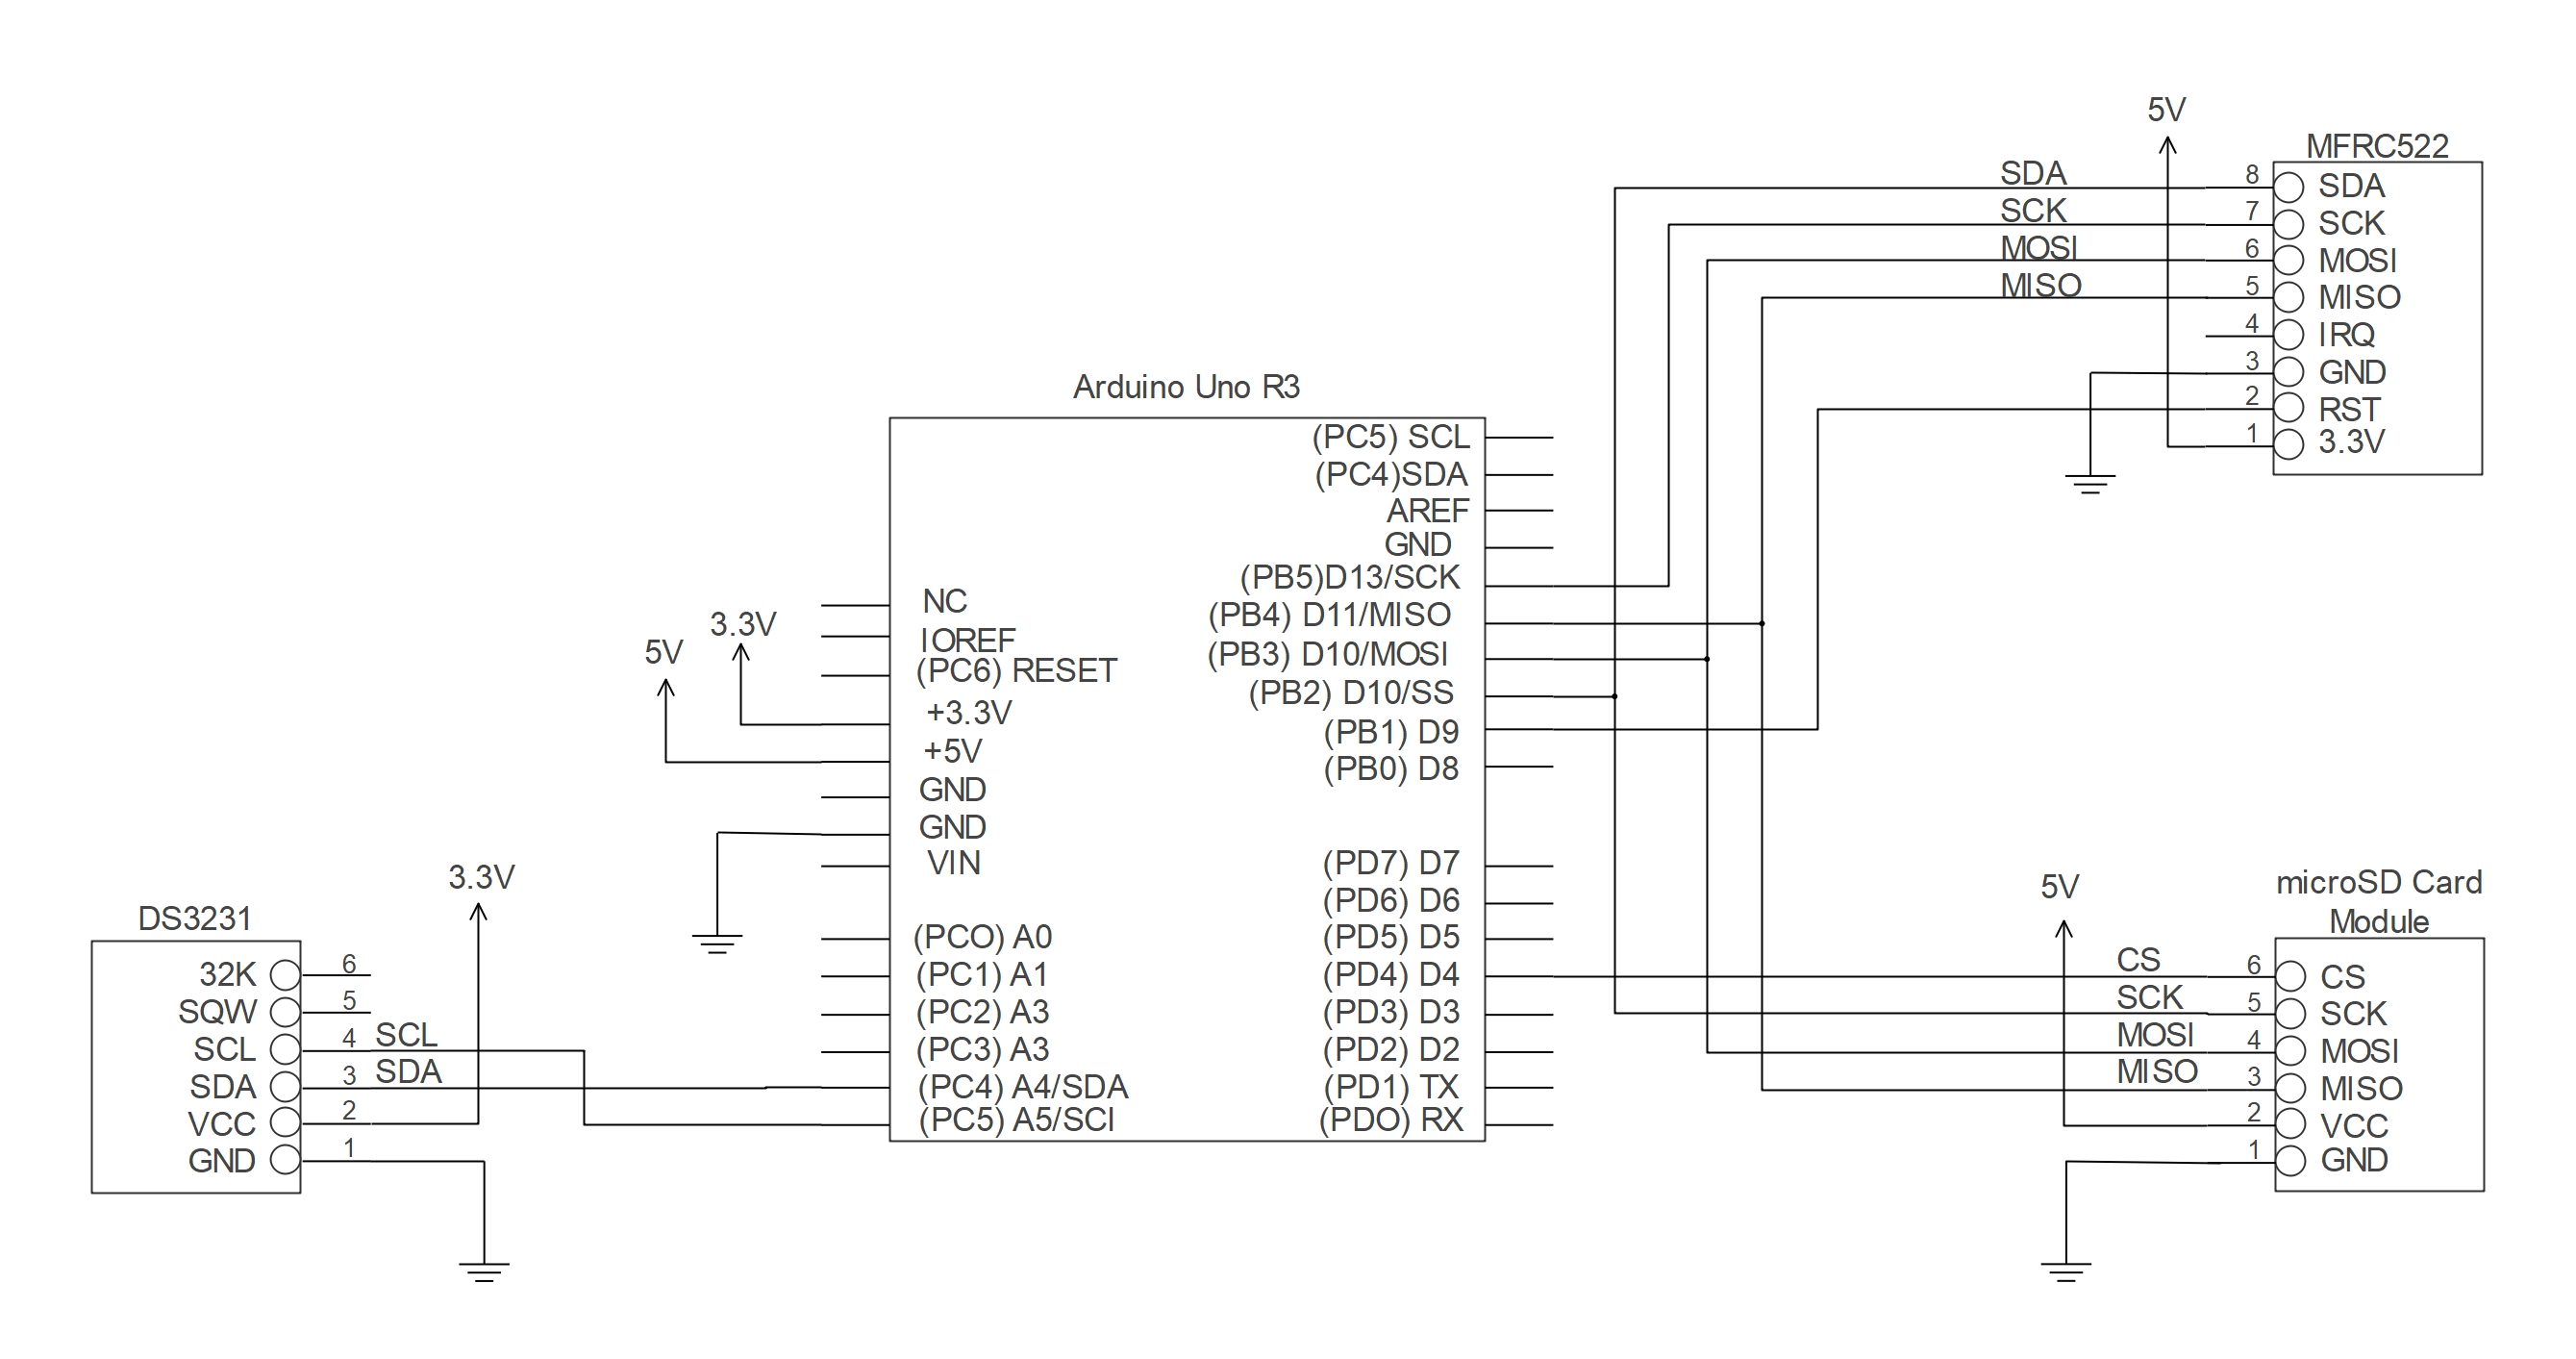 5V
MFRC522
SDA
SCK
MOSI
MISO
8 SDA
7 SCK
6 MOSI
5 MISO
4 IRQ
3 GND
2 RST
1 3.3V
Arduino Uno R3
(PC5) SCL
(PC4)SDA
AREF
GND
(PB5)D13/SCK
(PB4) D11/MISO
(PB3) D10/MOSI
(PB2) D10/SS
(PB1) D9
(PB0) D8
(PD7) D7
(PD6) D6
(PD5) D5
(PD4) D4
(PD3) D3
(PD2) D2
(PD1) TX
(PDO) RX
NC
IOREF
(PC6) RESET
+3.3V
+5V
GND
GND
VIN
(PCO) A0
(PC1) A1
(PC2) A3
(PC3) A3
(PC4) A4/SDA
(PC5) A5/SCI
3.3V
5V
3.3V
DS3231
32K 6
SQW 5
SCL 4 SCL
SDA 3 SDA
VCC 2
GND 1
5V
microSD Card
Module
CS 6 CS
SCK 5 SCK
MOSI 4 MOSI
MISO 3 MISO
2 VCC
1 GND